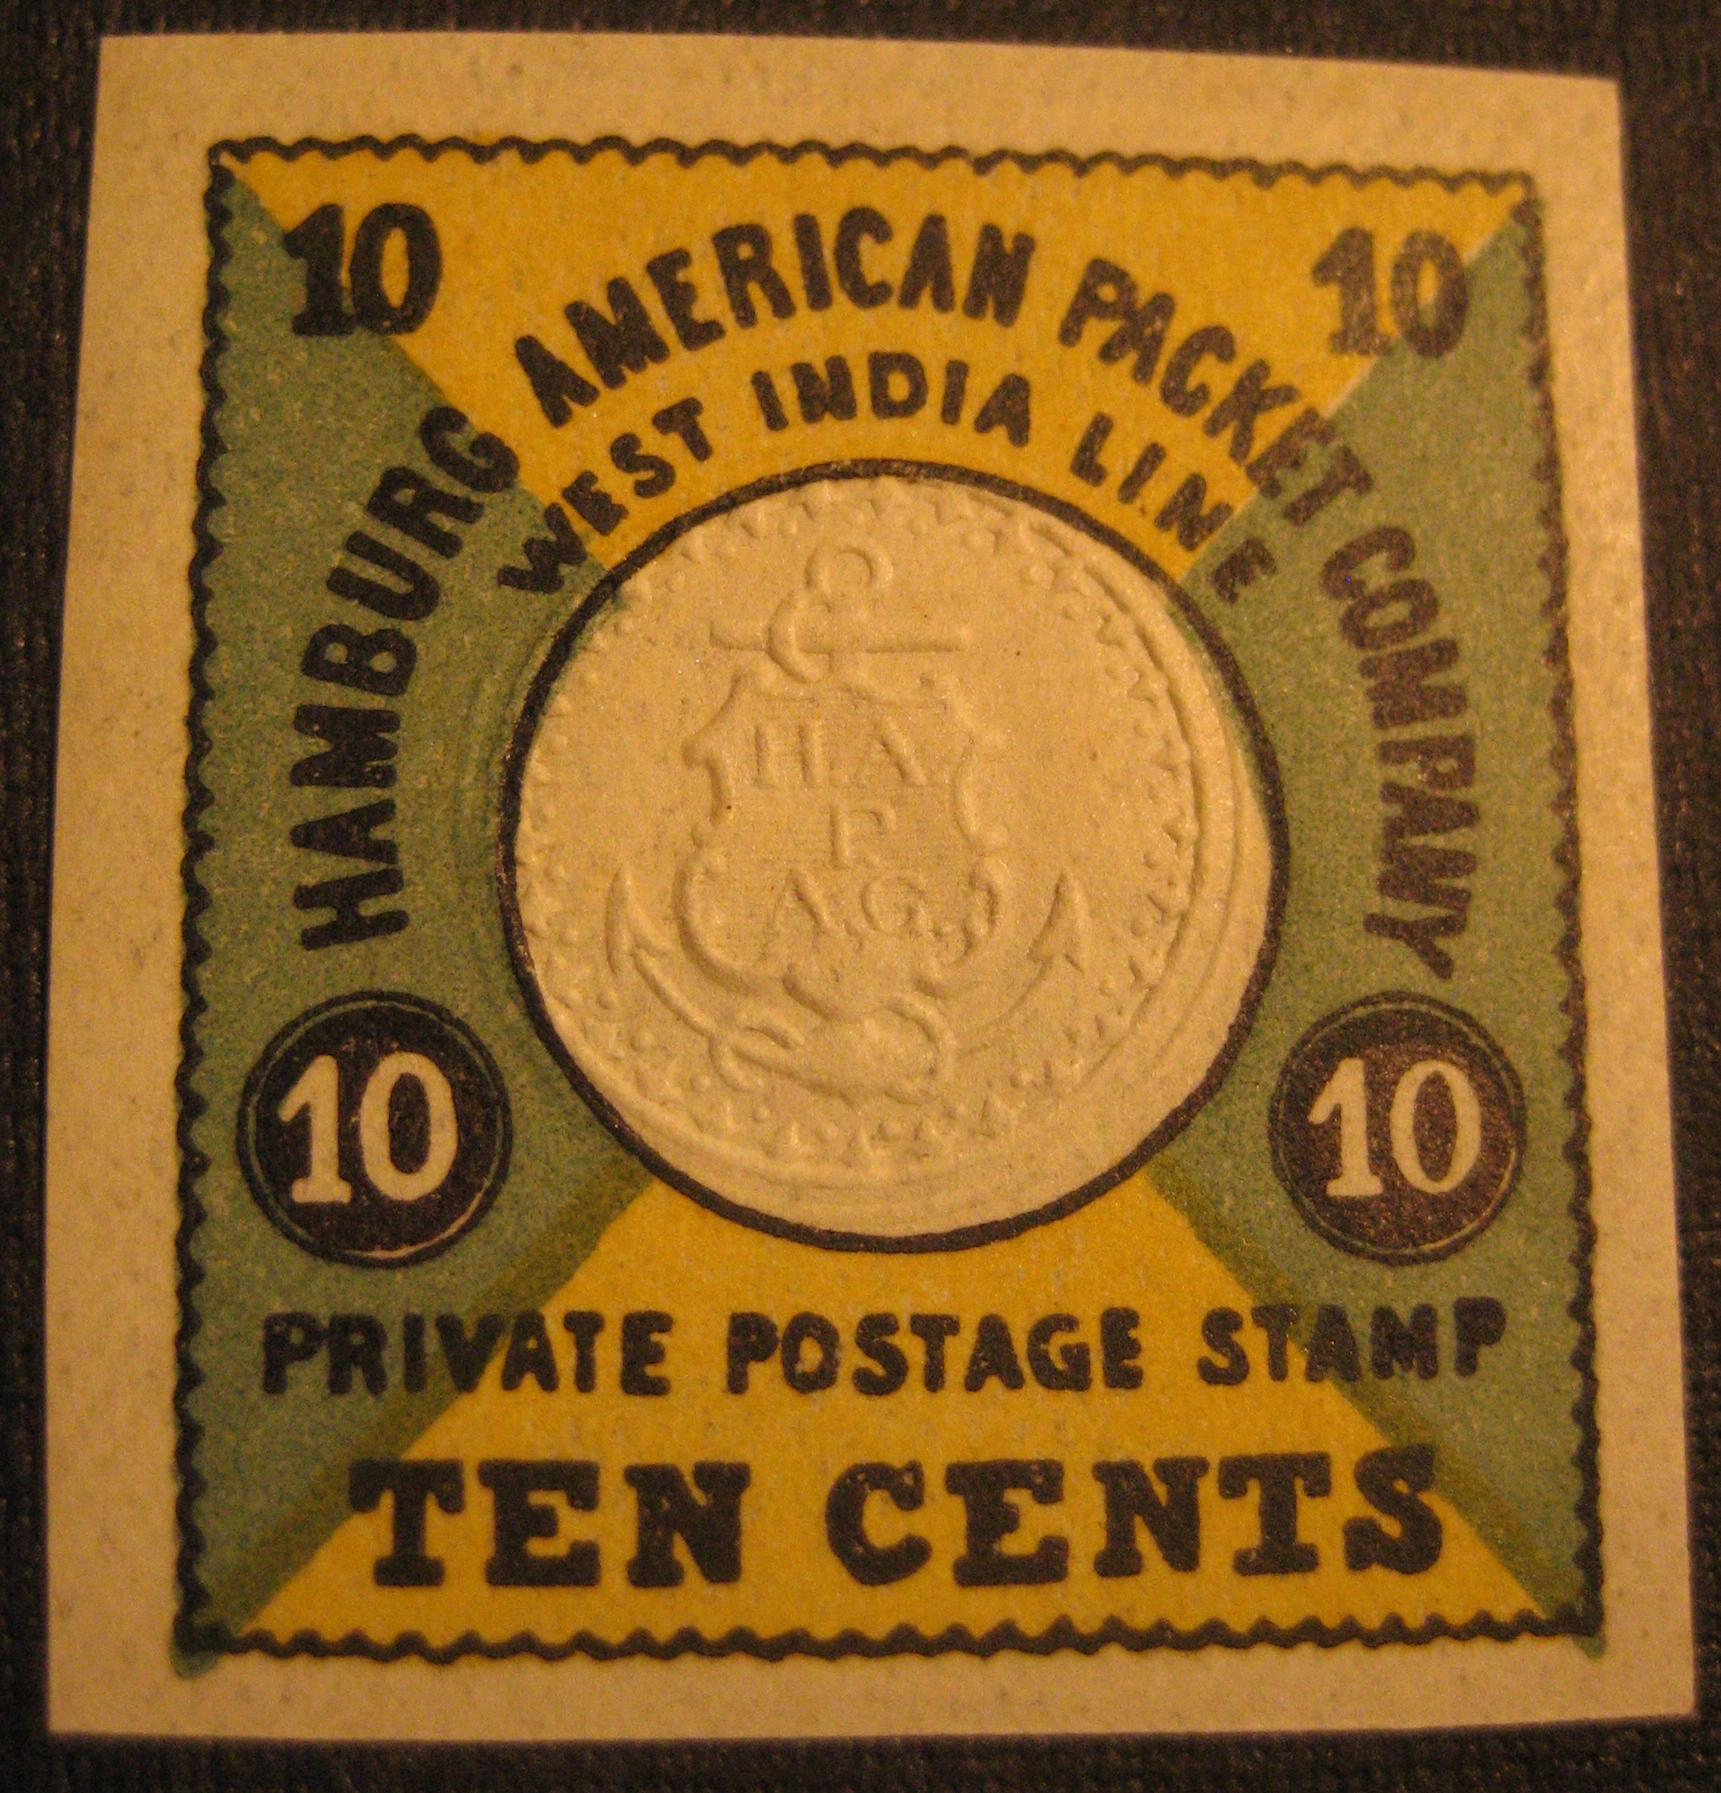 10 10
HAMBURG AMERICAN PACKET COMPANY
WEST INDIA LINE
H.A.
P.
A.G.
10 10
PRIVATE POSTAGE STAMP
TEN CENTS